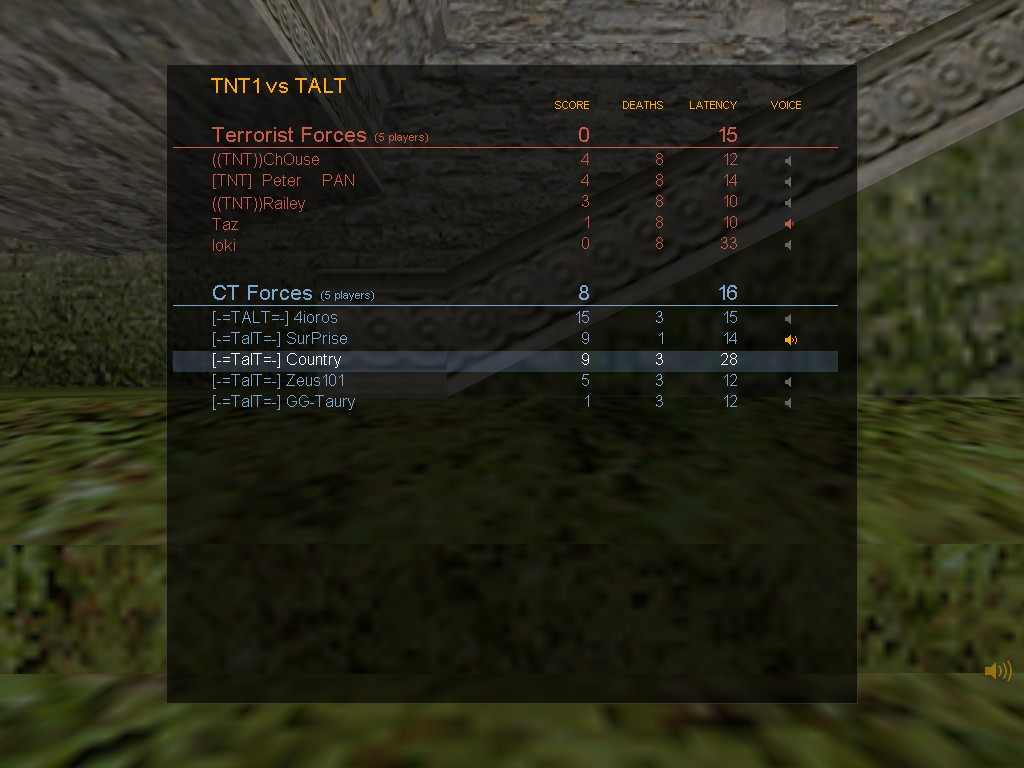 TNT1 vs TALT
SCORE DEATHS LATENCY VOICE
Terrorist Forces (5 players) 0 15
((TNT))ChOuse 4 8 12
[TNT] Peter PAN 4 8 14
((TNT))Railey 3 8 10
Taz 1 8 10
loki 0 8 33
CT Forces (5 players) 8 16
[-=TALT=-] 4ioros 15 3 15
[-=TalT=-] SurPrise 9 1 14
[-=TalT=-] Country 9 3 28
[-=TalT=-] Zeus101 5 3 12
[-=TalT=-] GG-Taury 1 3 12